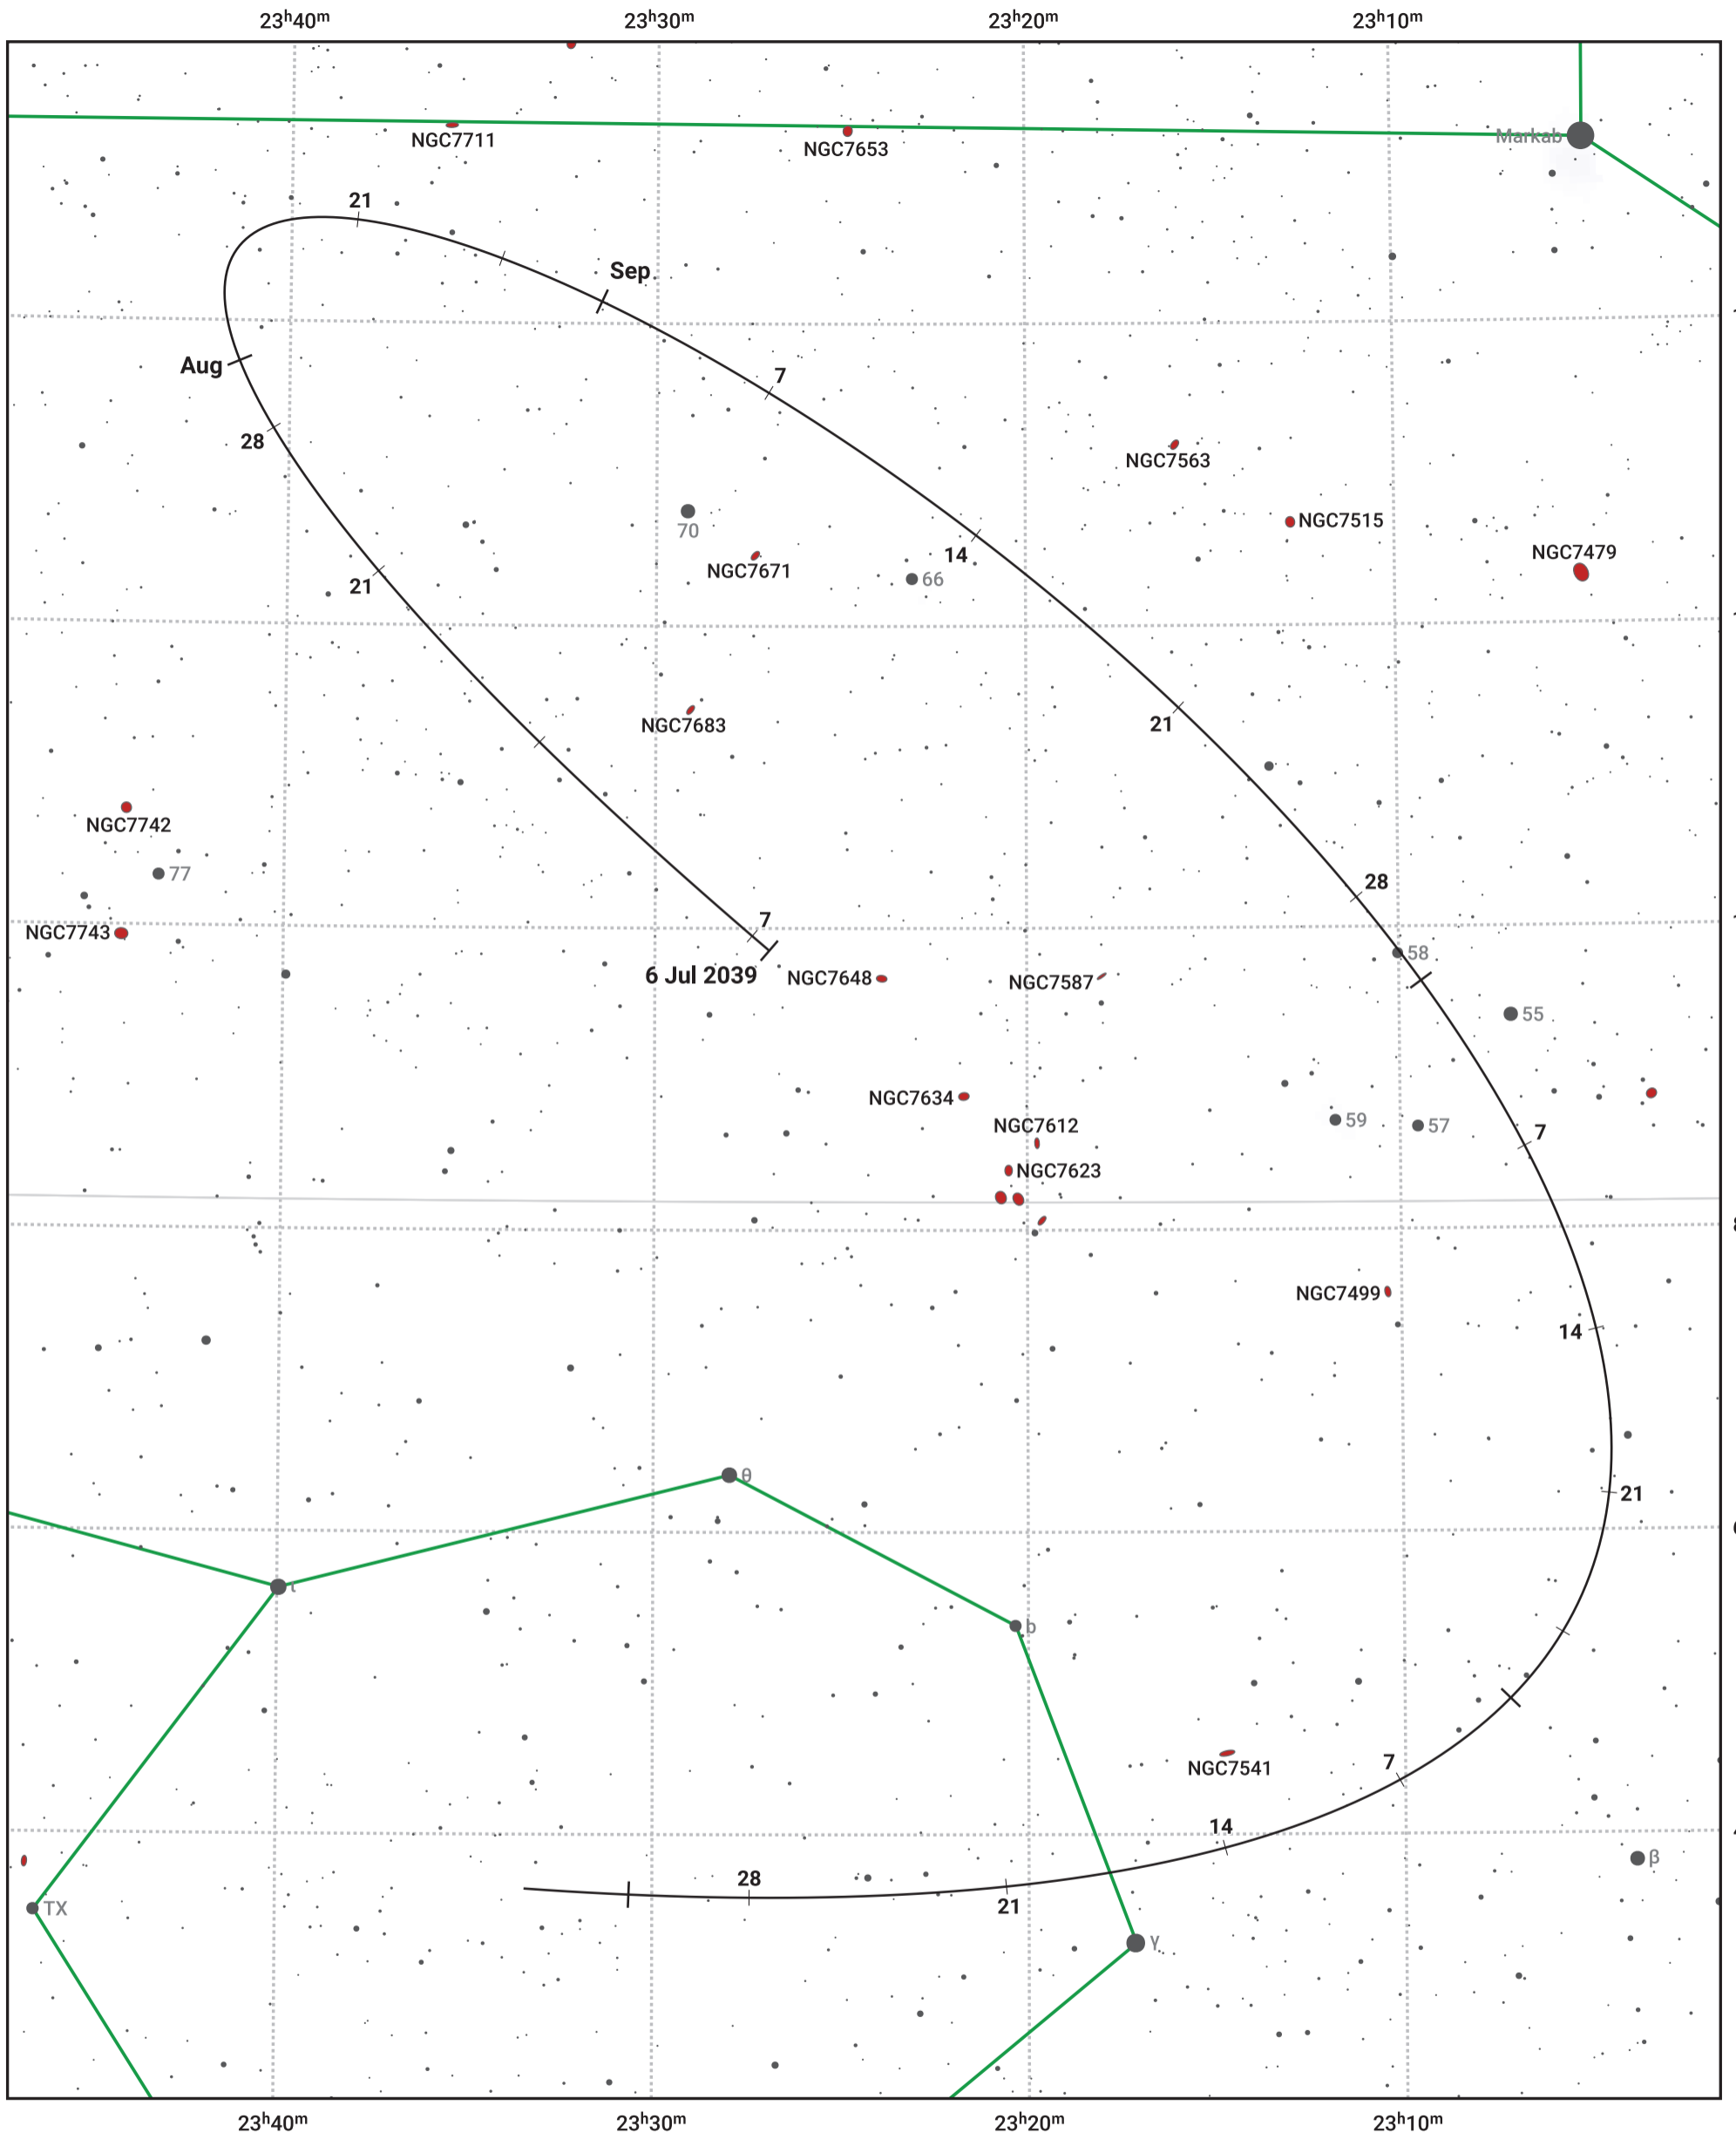 23ʰ40ᵐ 23ʰ30ᵐ 23ʰ20ᵐ 23ʰ10ᵐ
Markab
NGC7711
NGC7653
21
Sep
Aug
7
28
NGC7563
70
NGC7515
14
NGC7479
NGC7671
66
21
NGC7683
21
NGC7742
77
28
7
NGC7743
58
6 Jul 2039
NGC7648
NGC7587
55
NGC7634
NGC7612
59
57
7
NGC7623
NGC7499
14
θ
21
ι
b
7
NGC7541
14
β
28
21
TX
γ
23ʰ40ᵐ 23ʰ30ᵐ 23ʰ20ᵐ 23ʰ10ᵐ